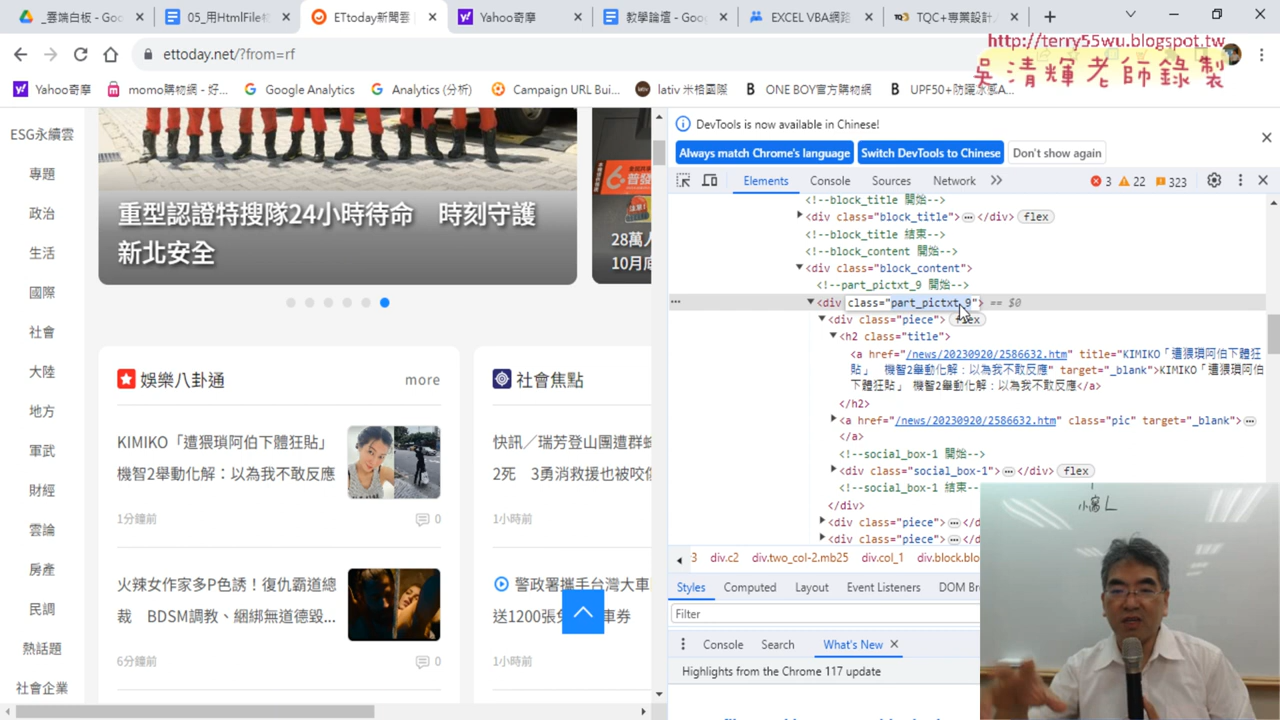 _雲端白板 - Goo
05_用HtmlFile物
ETtoday新聞雲
Yahoo奇摩
教學論壇 - Goog
EXCEL VBA網路
TQC+專業設計人
http://terry55wu.blogspot.tw
吳清輝老師錄製
ettoday.net/?from=rf
Yahoo奇摩
momo購物網 - 好...
Google Analytics
Analytics (分析)
Campaign URL Bui...
lativ 米格國際
ONE BOY官方購物網
UPF50+防曬冰感A...
ESG永續雲
專題
政治
生活
國際
社會
大陸
地方
軍武
財經
雲論
房產
民調
熱話題
社會企業
重型認證特搜隊24小時待命 時刻守護
新北安全
28萬人
10月底
娛樂八卦通
more
KIMIKO「遭猥瑣阿伯下體狂貼」
機智2舉動化解：以為我不敢反應
1分鐘前
0
火辣女作家多P色誘！復仇霸道總
裁 BDSM調教、綑綁無道德毀...
6分鐘前
0
社會焦點
快訊／瑞芳登山團遭群蜂
2死 3勇消救援也被咬傷
1小時前
警政署攜手台灣大車
送1200張免 車券
1小時前
DevTools is now available in Chinese!
Always match Chrome's language
Switch DevTools to Chinese
Don't show again
Elements
Console
Sources
Network
3
22
323
<!--block_title 開始-->
<div class="block_title">⋯</div> flex
<!--block_title 結束-->
<!--block_content 開始-->
<div class="block_content">
<!--part_pictxt_9 開始-->
⋯ <div class="part_pictxt_9"> == $0
<div class="piece"> flex
<h2 class="title">
<a href="/news/20230920/2586632.htm" title="KIMIKO「遭猥瑣阿伯下體狂
貼」 機智2舉動化解：以為我不敢反應" target="_blank">KIMIKO「遭猥瑣阿伯
下體狂貼」 機智2舉動化解：以為我不敢反應</a>
</h2>
<a href="/news/20230920/2586632.htm" class="pic" target="_blank">⋯
</a>
<!--social_box-1 開始-->
<div class="social_box-1">⋯</div> flex
<!--social_box-1 結束--
</div>
<div class="piece">⋯</d
<div class="piece">⋯</d
3
div.c2
div.two_col-2.mb25
div.col_1
div.block.blo
Styles
Computed
Layout
Event Listeners
DOM Br
Filter
Console
Search
What's New
Highlights from the Chrome 117 update